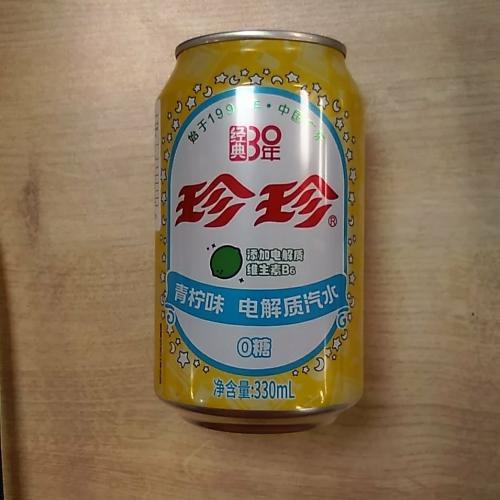 始于199
年·中国
经典30年
珍珍®
添加电解质
维生素B6
青柠味 电解质汽水
0糖
净含量:330mL